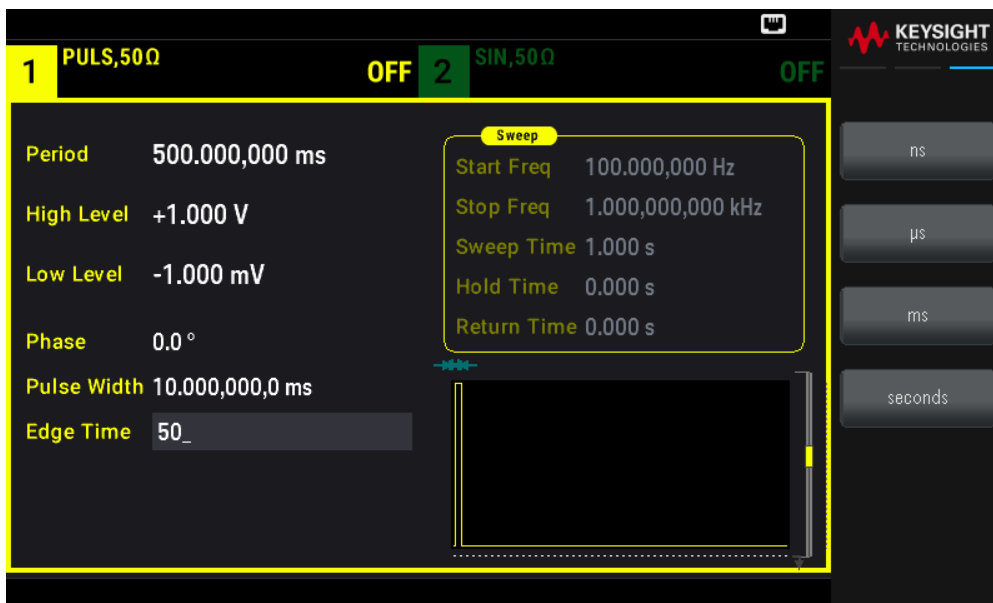 KEYSIGHT
TECHNOLOGIES
1 PULS,50Ω OFF 2 SIN,50Ω OFF
Period 500.000,000 ms
High Level +1.000 V
Low Level -1.000 mV
Phase 0.0 °
Pulse Width 10.000,000,0 ms
Edge Time 50_
Sweep
Start Freq 100.000,000 Hz
Stop Freq 1.000,000,000 kHz
Sweep Time 1.000 s
Hold Time 0.000 s
Return Time 0.000 s
ns
µs
ms
seconds